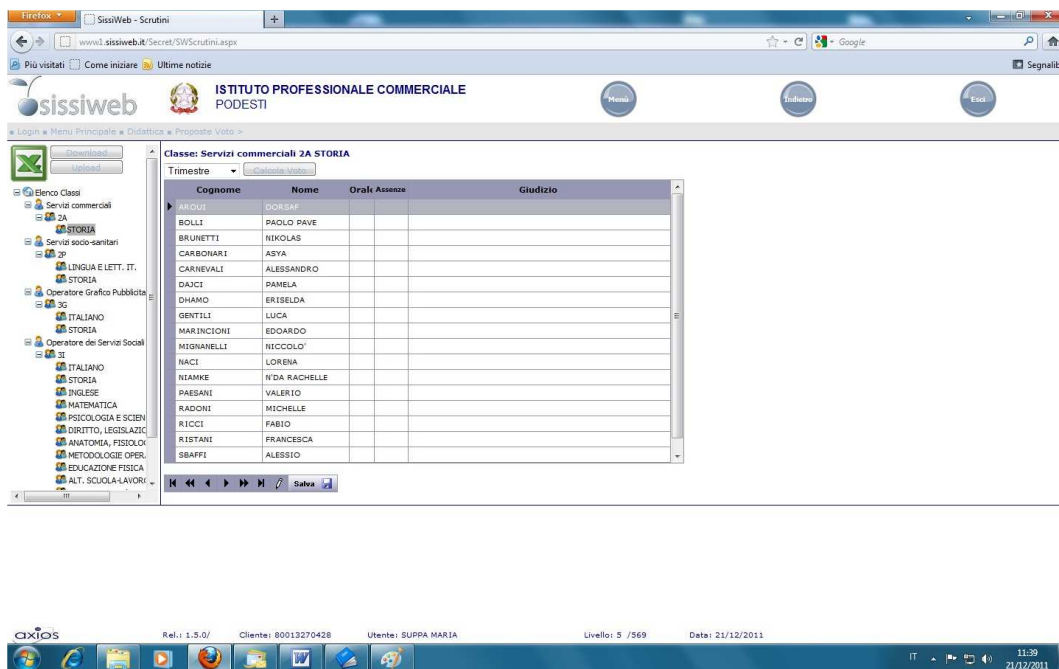 Firefox
SissiWeb - Scrutini
www1.sissiweb.it/Secret/SWScrutini.aspx
Google
Più visitati Come iniziare Ultime notizie
Segnalib
sissiweb
ISTITUTO PROFESSIONALE COMMERCIALE
PODESTI
Menù
Indietro
Esci
Login Menu Principale Didattica Proposte Voto >
Download
Upload
Elenco Classi
Servizi commerciali
2A
STORIA
Servizi socio-sanitari
2P
LINGUA E LETT. IT.
STORIA
Operatore Grafico Pubblicita
3G
ITALIANO
STORIA
Operatore dei Servizi Sociali
3I
ITALIANO
STORIA
INGLESE
MATEMATICA
PSICOLOGIA E SCIEN
DIRITTO, LEGISLAZIC
ANATOMIA, FISIOLO
METODOLOGIE OPER.
EDUCAZIONE FISICA
ALT. SCUOLA-LAVOR
Classe: Servizi commerciali 2A STORIA
Trimestre Calcola Voto
Cognome Nome Orale Assenze Giudizio
AROUI DORSAF
BOLLI PAOLO PAVE
BRUNETTI NIKOLAS
CARBONARI ASYA
CARNEVALI ALESSANDRO
DAJCI PAMELA
DHAMO ERISELDA
GENTILI LUCA
MARINCIONI EDOARDO
MIGNANELLI NICCOLO'
NACI LORENA
NIAMKE N'DA RACHELLE
PAESANI VALERIO
RADONI MICHELLE
RICCI FABIO
RISTANI FRANCESCA
SBAFFI ALESSIO
Salva
axios Rel.: 1.5.0/ Cliente: 80013270428 Utente: SUPPA MARIA Livello: 5 /569 Data: 21/12/2011
IT 11:39
21/12/2011